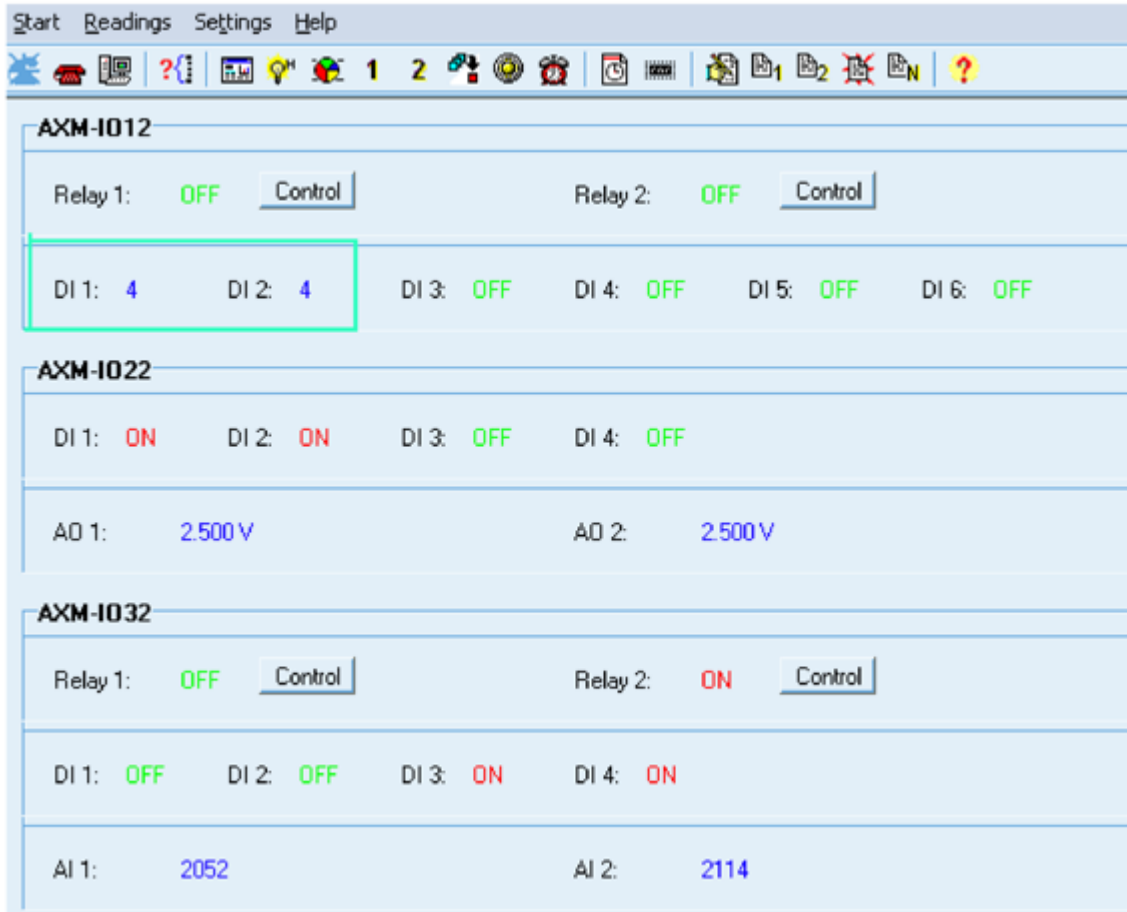 Start Readings Settings Help
?{ H 1 2 1 2 N ?
AXM-IO12
Relay 1: OFF Control Relay 2: OFF Control
DI 1: 4 DI 2: 4 DI 3: OFF DI 4: OFF DI 5: OFF DI 6: OFF
AXM-IO22
DI 1: ON DI 2: ON DI 3: OFF DI 4: OFF
AO 1: 2.500 V AO 2: 2.500 V
AXM-IO32
Relay 1: OFF Control Relay 2: ON Control
DI 1: OFF DI 2: OFF DI 3: ON DI 4: ON
AI 1: 2052 AI 2: 2114